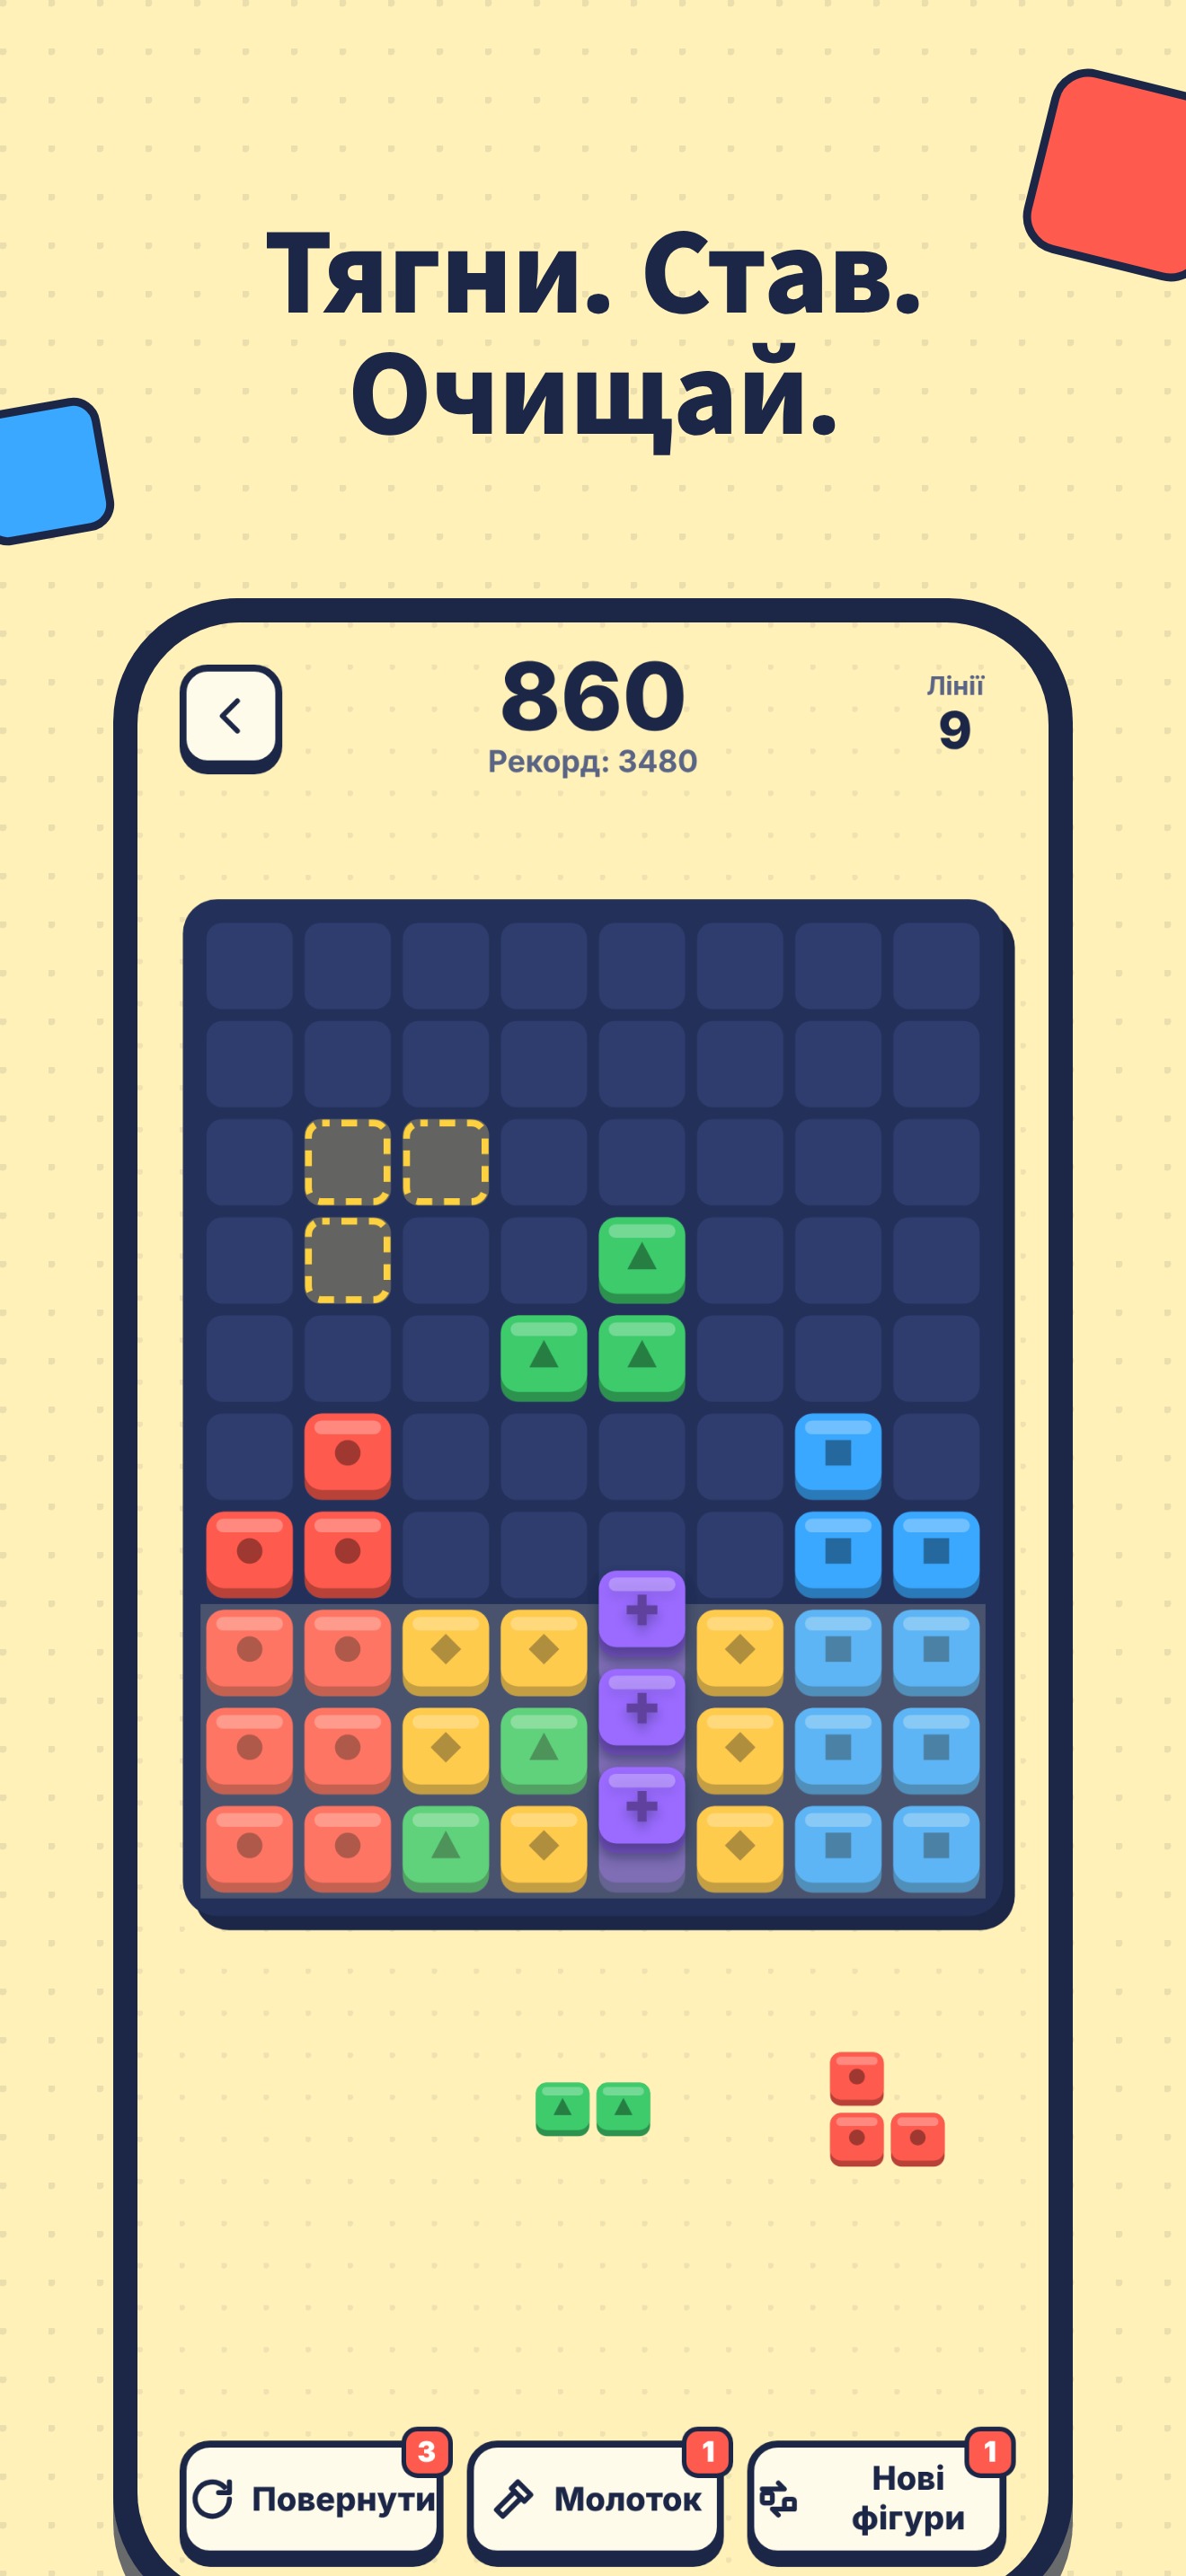 Тягни. Став.
Очищай.
860
Рекорд: 3480
Лінії
9
3
Повернути
1
Молоток
1
Нові
фігури